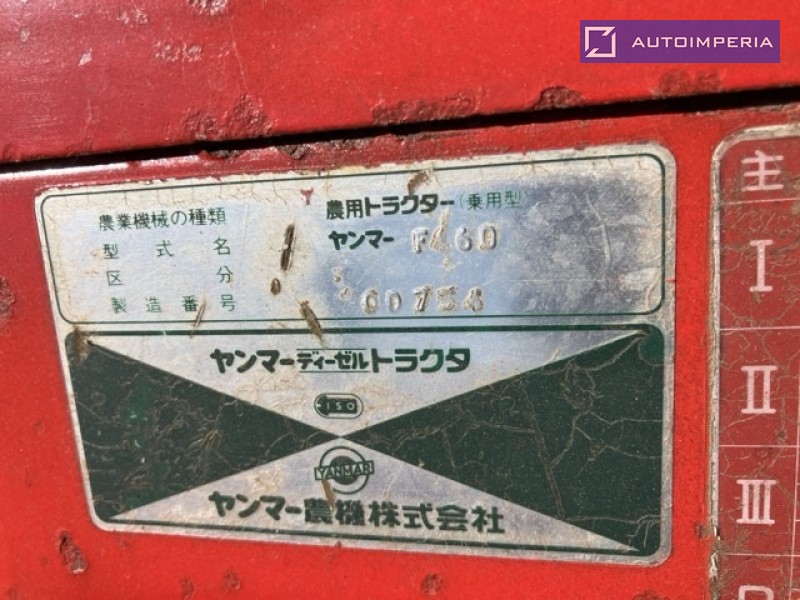 AUTOIMPERIA
農業機械の種類 農用トラクター(乗用型)
型式名 ヤンマー
区分
製造番号
ヤンマーディーゼルトラクタ
ISO
YANMAR
ヤンマー農機株式会社
主
I
II
III